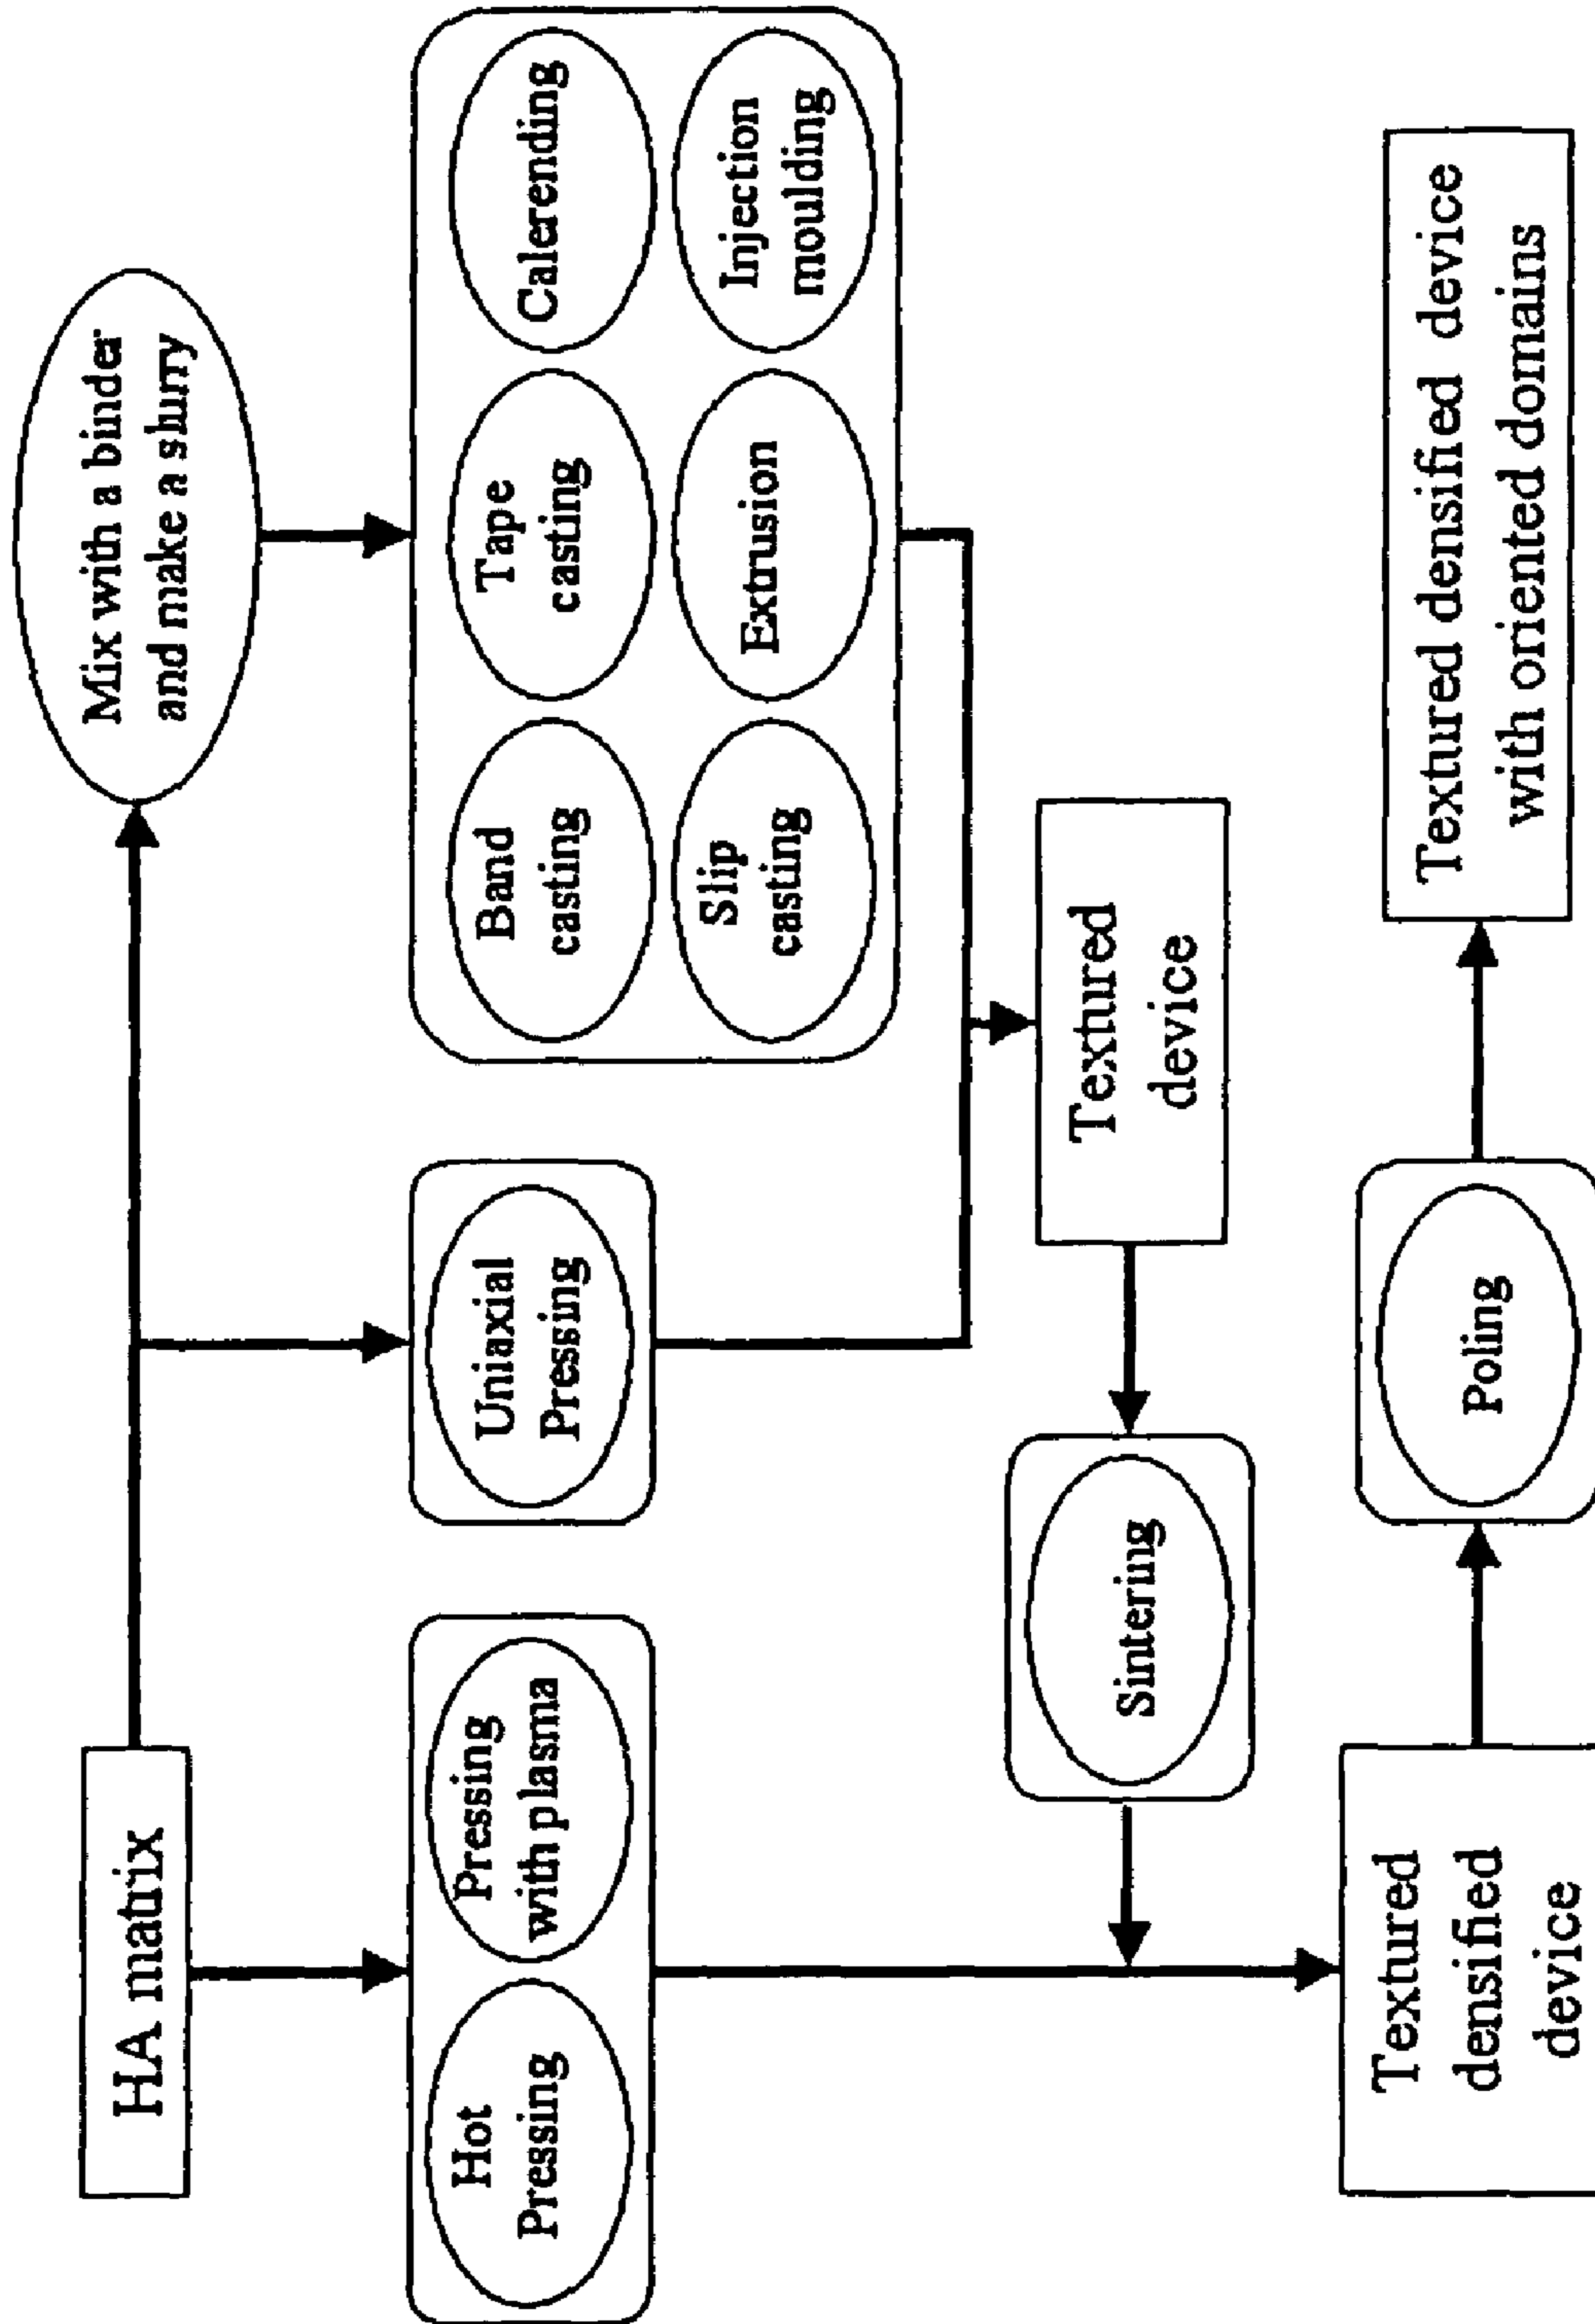 HA matrix
Mix with a binder
and make a slurry
Hot
Pressing
Pressing
with plasma
Uniaxial
Pressing
Band
casting
Tape
casting
Calerending
Slip
casting
Extrusion
Injection
moulding
Textured
device
Sintering
Textured
densified
device
Poling
Textured densified device
with oriented domains